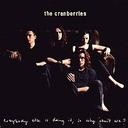 the cranberries
everybody else is doing it, so why can't we?